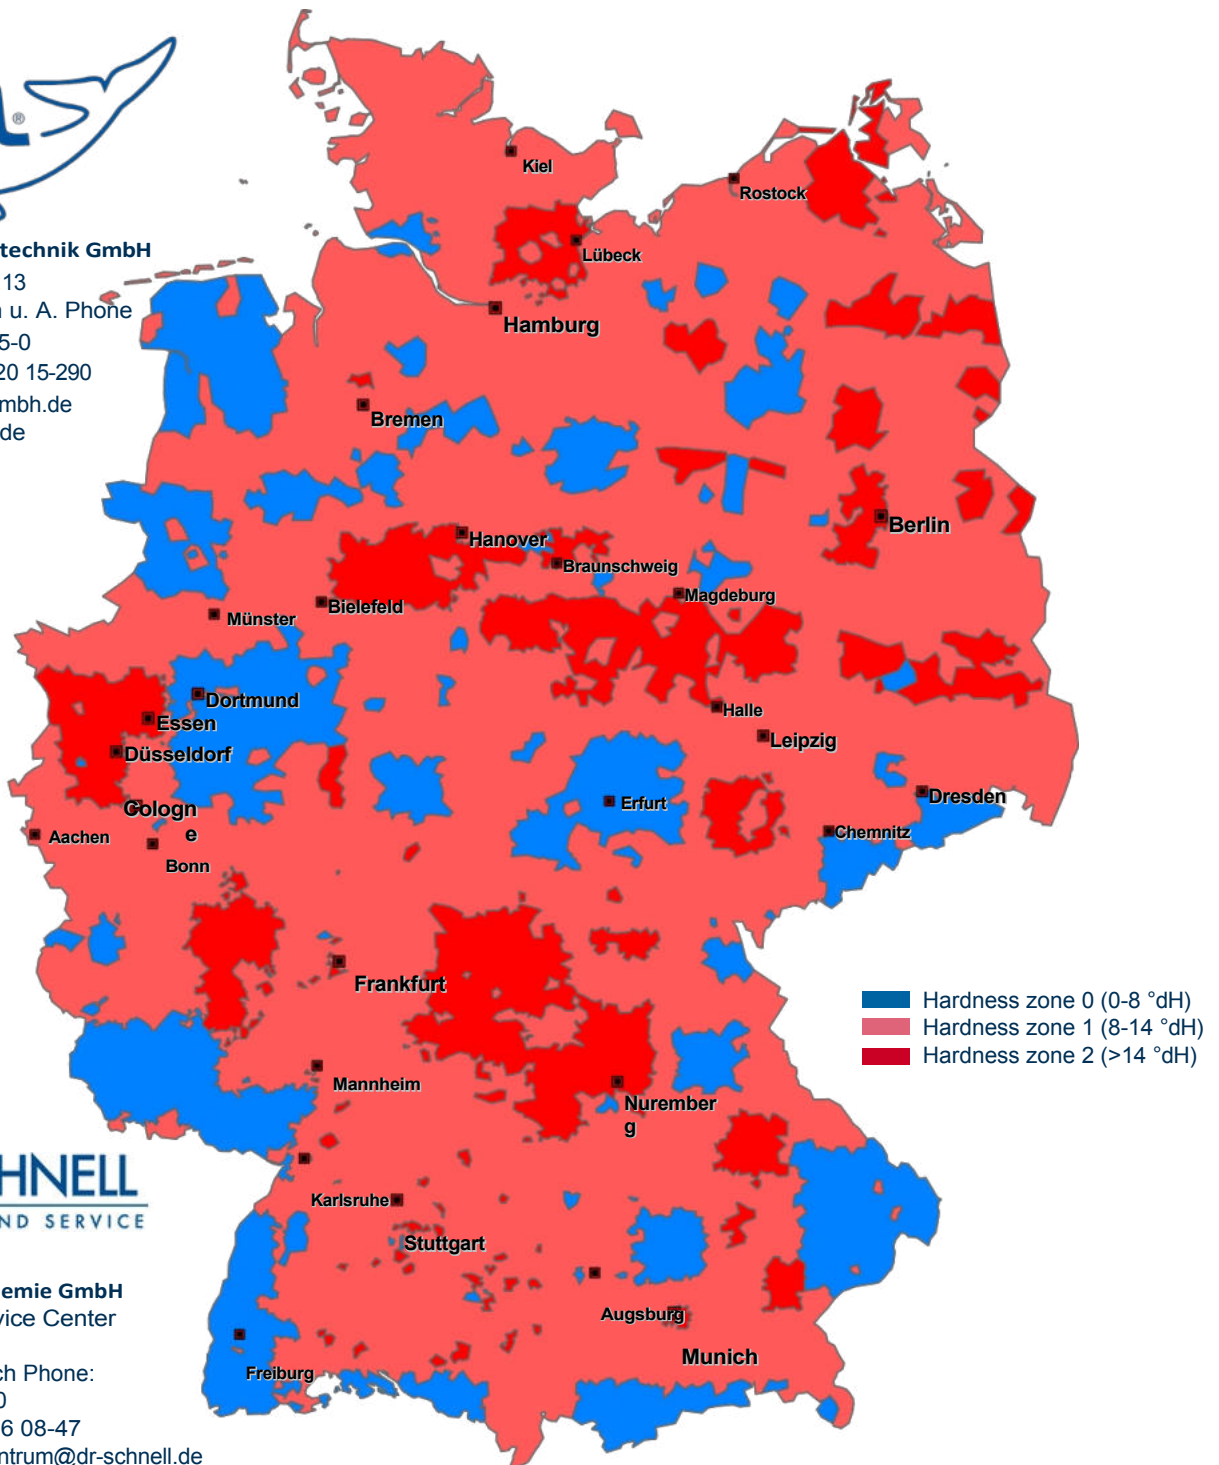 ®
Kiel
Rostock
Lübeck
technik GmbH
13
u. A. Phone
5-0
Hamburg
20 15-290
mbh.de
de
Bremen
Hanover
Berlin
Braunschweig
Magdeburg
Bielefeld
Münster
Dortmund
Essen
Halle
Leipzig
Düsseldorf
Dresden
Erfurt
Cologn
e
Chemnitz
Aachen
Bonn
Frankfurt
Hardness zone 0 (0-8 °dH)
Hardness zone 1 (8-14 °dH)
Hardness zone 2 (>14 °dH)
Mannheim
Nurember
g
HNELL
ND SERVICE
Karlsruhe
Stuttgart
emie GmbH
vice Center
Augsburg
Munich
Freiburg
ch Phone:
0
6 08-47
ntrum@dr-schnell.de